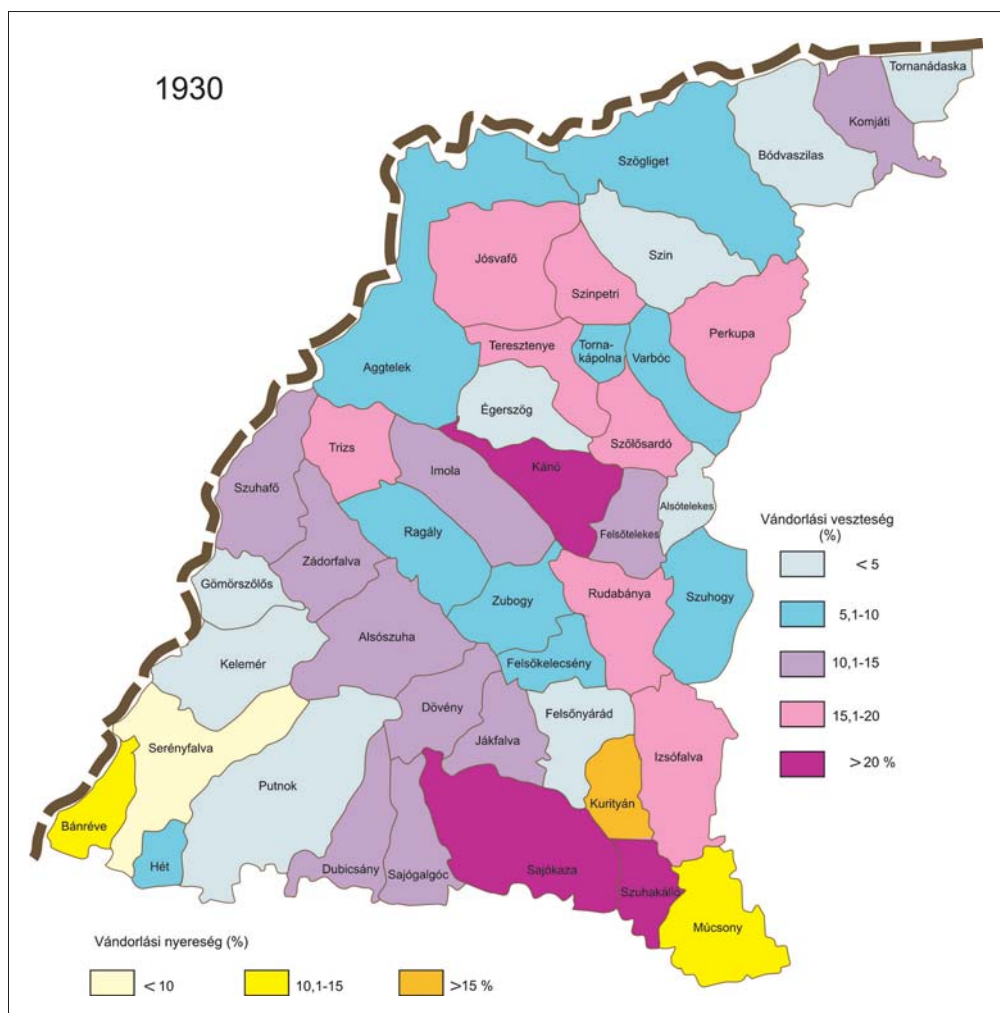 1930
Tornanádaska
Komjáti
Bódvaszilas
Szögliget
Szin
Jósvafő
Szinpetri
Perkupa
Teresztenye
Torna-
kápolna
Varbóc
Aggtelek
Égerszög
Szőlősardó
Trizs
Imola
Kánó
Szuhafő
Alsótelekes
Felsőtelekes
Ragály
Zádorfalva
Gömörszőlős
Zubogy
Rudabánya
Szuhogy
Alsószuha
Kelemér
Felsőkelecsény
Dövény
Felsőnyárád
Jákfalva
Serényfalva
Izsófalva
Putnok
Kurityán
Bánréve
Hét
Dubicsány
Sajógalgóc
Sajókaza
Szuhakálló
Múcsony
Vándorlási veszteség
(%)
< 5
5,1-10
10,1-15
15,1-20
>20 %
Vándorlási nyereség (%)
< 10
10,1-15
>15 %